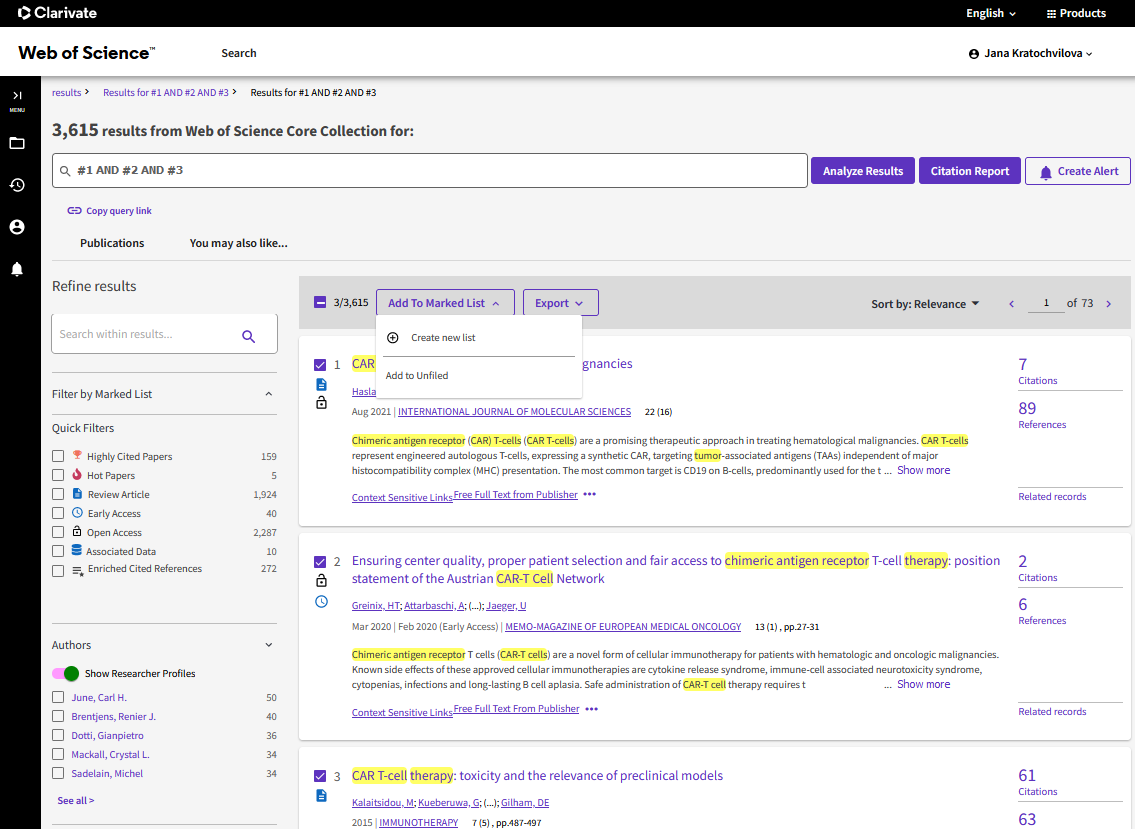 Clarivate
English
Products
Web of Science™
Search
Jana Kratochvilova
MENU
results > Results for #1 AND #2 AND #3 > Results for #1 AND #2 AND #3
3,615 results from Web of Science Core Collection for:
#1 AND #2 AND #3
Analyze Results
Citation Report
Create Alert
Copy query link
Publications
You may also like...
Refine results
Search within results...
Filter by Marked List
Quick Filters
Highly Cited Papers 159
Hot Papers 5
Review Article 1,924
Early Access 40
Open Access 2,287
Associated Data 10
Enriched Cited References 272
Authors
Show Researcher Profiles
June, Carl H. 50
Brentjens, Renier J. 40
Dotti, Gianpietro 36
Mackall, Crystal L. 34
Sadelain, Michel 34
See all >
3/3,615
Add To Marked List
Export
Sort by: Relevance
< 1 of 73 >
Create new list
Add to Unfiled
1 CAR gnancies
Hasla
Aug 2021 | INTERNATIONAL JOURNAL OF MOLECULAR SCIENCES 22 (16)
Chimeric antigen receptor (CAR) T-cells (CAR T-cells) are a promising therapeutic approach in treating hematological malignancies. CAR T-cells
represent engineered autologous T-cells, expressing a synthetic CAR, targeting tumor-associated antigens (TAAs) independent of major
histocompatibility complex (MHC) presentation. The most common target is CD19 on B-cells, predominantly used for the t ... Show more
Context Sensitive Links Free Full Text from Publisher •••
7
Citations
89
References
Related records
2 Ensuring center quality, proper patient selection and fair access to chimeric antigen receptor T-cell therapy: position
statement of the Austrian CAR-T Cell Network
Greinix, HT; Attarbaschi, A; (...); Jaeger, U
Mar 2020 | Feb 2020 (Early Access) | MEMO-MAGAZINE OF EUROPEAN MEDICAL ONCOLOGY 13 (1) , pp.27-31
Chimeric antigen receptor T cells (CAR-T cells) are a novel form of cellular immunotherapy for patients with hematologic and oncologic malignancies.
Known side effects of these approved cellular immunotherapies are cytokine release syndrome, immune-cell associated neurotoxicity syndrome,
cytopenias, infections and long-lasting B cell aplasia. Safe administration of CAR-T cell therapy requires t ... Show more
Context Sensitive Links Free Full Text From Publisher •••
2
Citations
6
References
Related records
3 CAR T-cell therapy: toxicity and the relevance of preclinical models
Kalaitsidou, M; Kueberuwa, G; (...); Gilham, DE
2015 | IMMUNOTHERAPY 7 (5) , pp.487-497
61
Citations
63